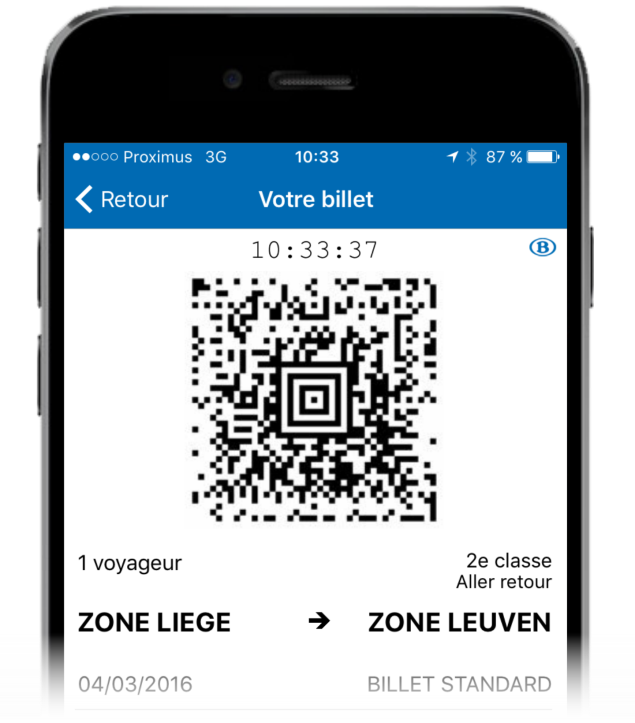 ●●○○○ Proximus 3G 10:33 87 %
Retour Votre billet
10:33:37
B
1 voyageur 2e classe
Aller retour
ZONE LIEGE → ZONE LEUVEN
04/03/2016 BILLET STANDARD